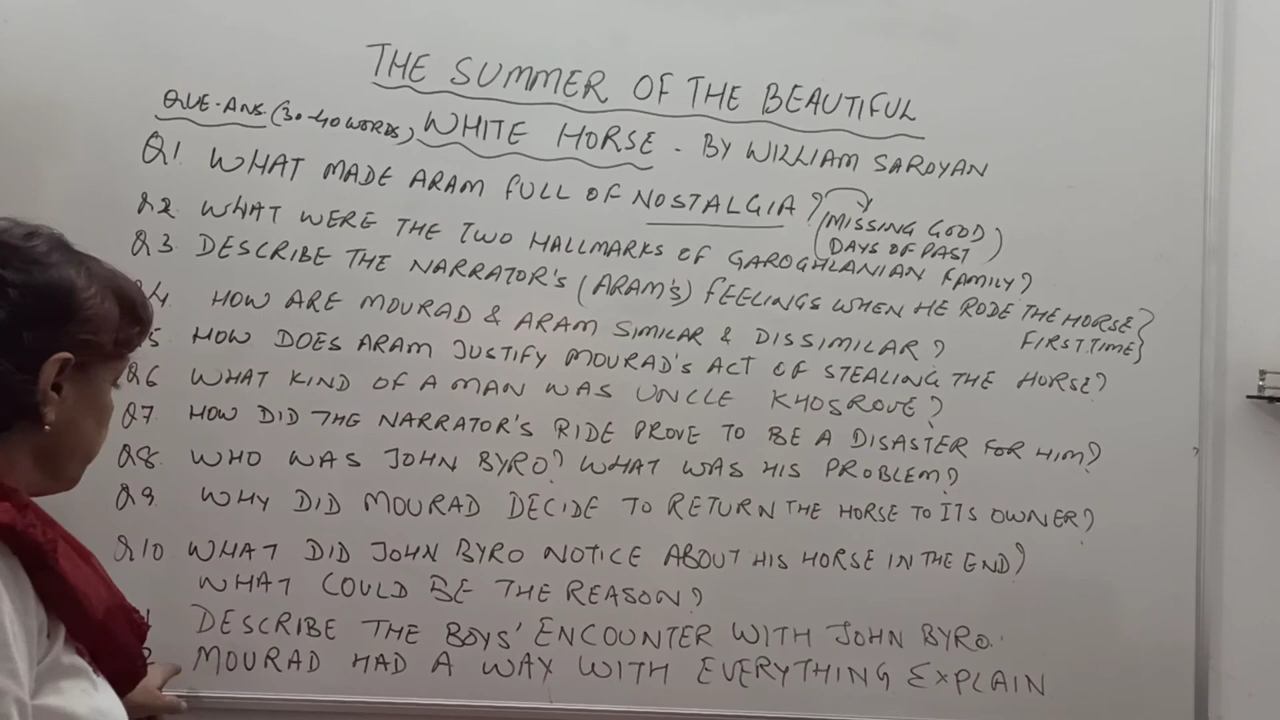 THE SUMMER OF THE BEAUTIFUL
QUE-ANS. (30-40 WORDS) WHITE HORSE - BY WILLIAM SAROYAN
Q1 WHAT MADE ARAM FULL OF NOSTALGIA? (MISSING GOOD DAYS OF PAST)
Q2. WHAT WERE THE TWO HALLMARKS OF GAROGHLANIAN FAMILY?
Q3 DESCRIBE THE NARRATOR'S (ARAM'S) FEELINGS WHEN HE RODE THE HORSE FIRST TIME
4 HOW ARE MOURAD & ARAM SIMILAR & DISSIMILAR?
5 HOW DOES ARAM JUSTIFY MOURAD'S ACT OF STEALING THE HORSE?
Q6 WHAT KIND OF A MAN WAS UNCLE KHOSROVE?
Q7. HOW DID THE NARRATOR'S RIDE PROVE TO BE A DISASTER FOR HIM?
Q8. WHO WAS JOHN BYRO? WHAT WAS HIS PROBLEM?
Q9. WHY DID MOURAD DECIDE TO RETURN THE HORSE TO ITS OWNER?
Q10 WHAT DID JOHN BYRO NOTICE ABOUT HIS HORSE IN THE END?
WHAT COULD BE THE REASON?
DESCRIBE THE BOYS' ENCOUNTER WITH JOHN BYRO.
MOURAD HAD A WAY WITH EVERYTHING EXPLAIN